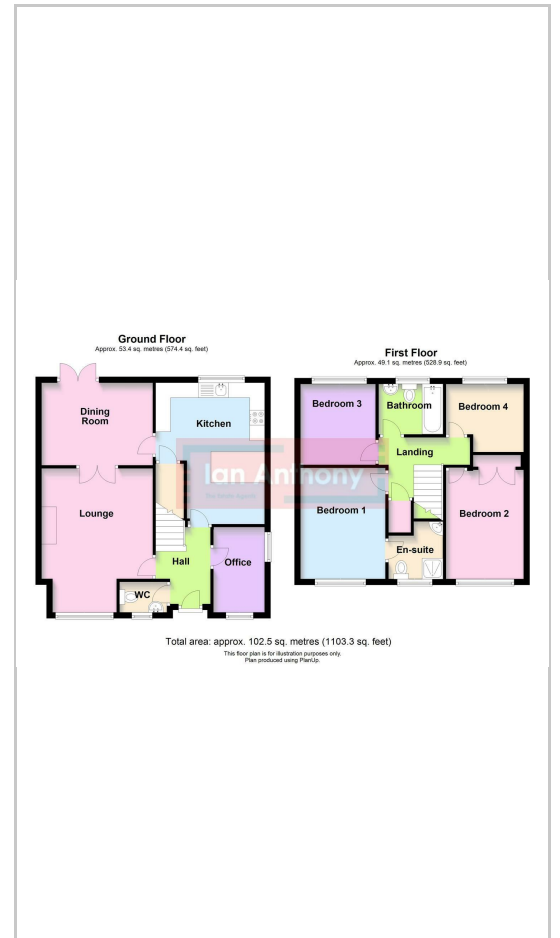 Ground Floor
Approx. 53.4 sq. metres (574.4 sq. feet)
Dining
Room
Kitchen
Lounge
Hall
Office
WC
First Floor
Approx. 49.1 sq. metres (528.9 sq. feet)
Bedroom 3
Bathroom
Bedroom 4
Landing
Bedroom 1
Bedroom 2
En-suite
Ian Anthony
Total area: approx. 102.5 sq. metres (1103.3 sq. feet)
This floor plan is for illustration purposes only.
Plan produced using PlanUp.